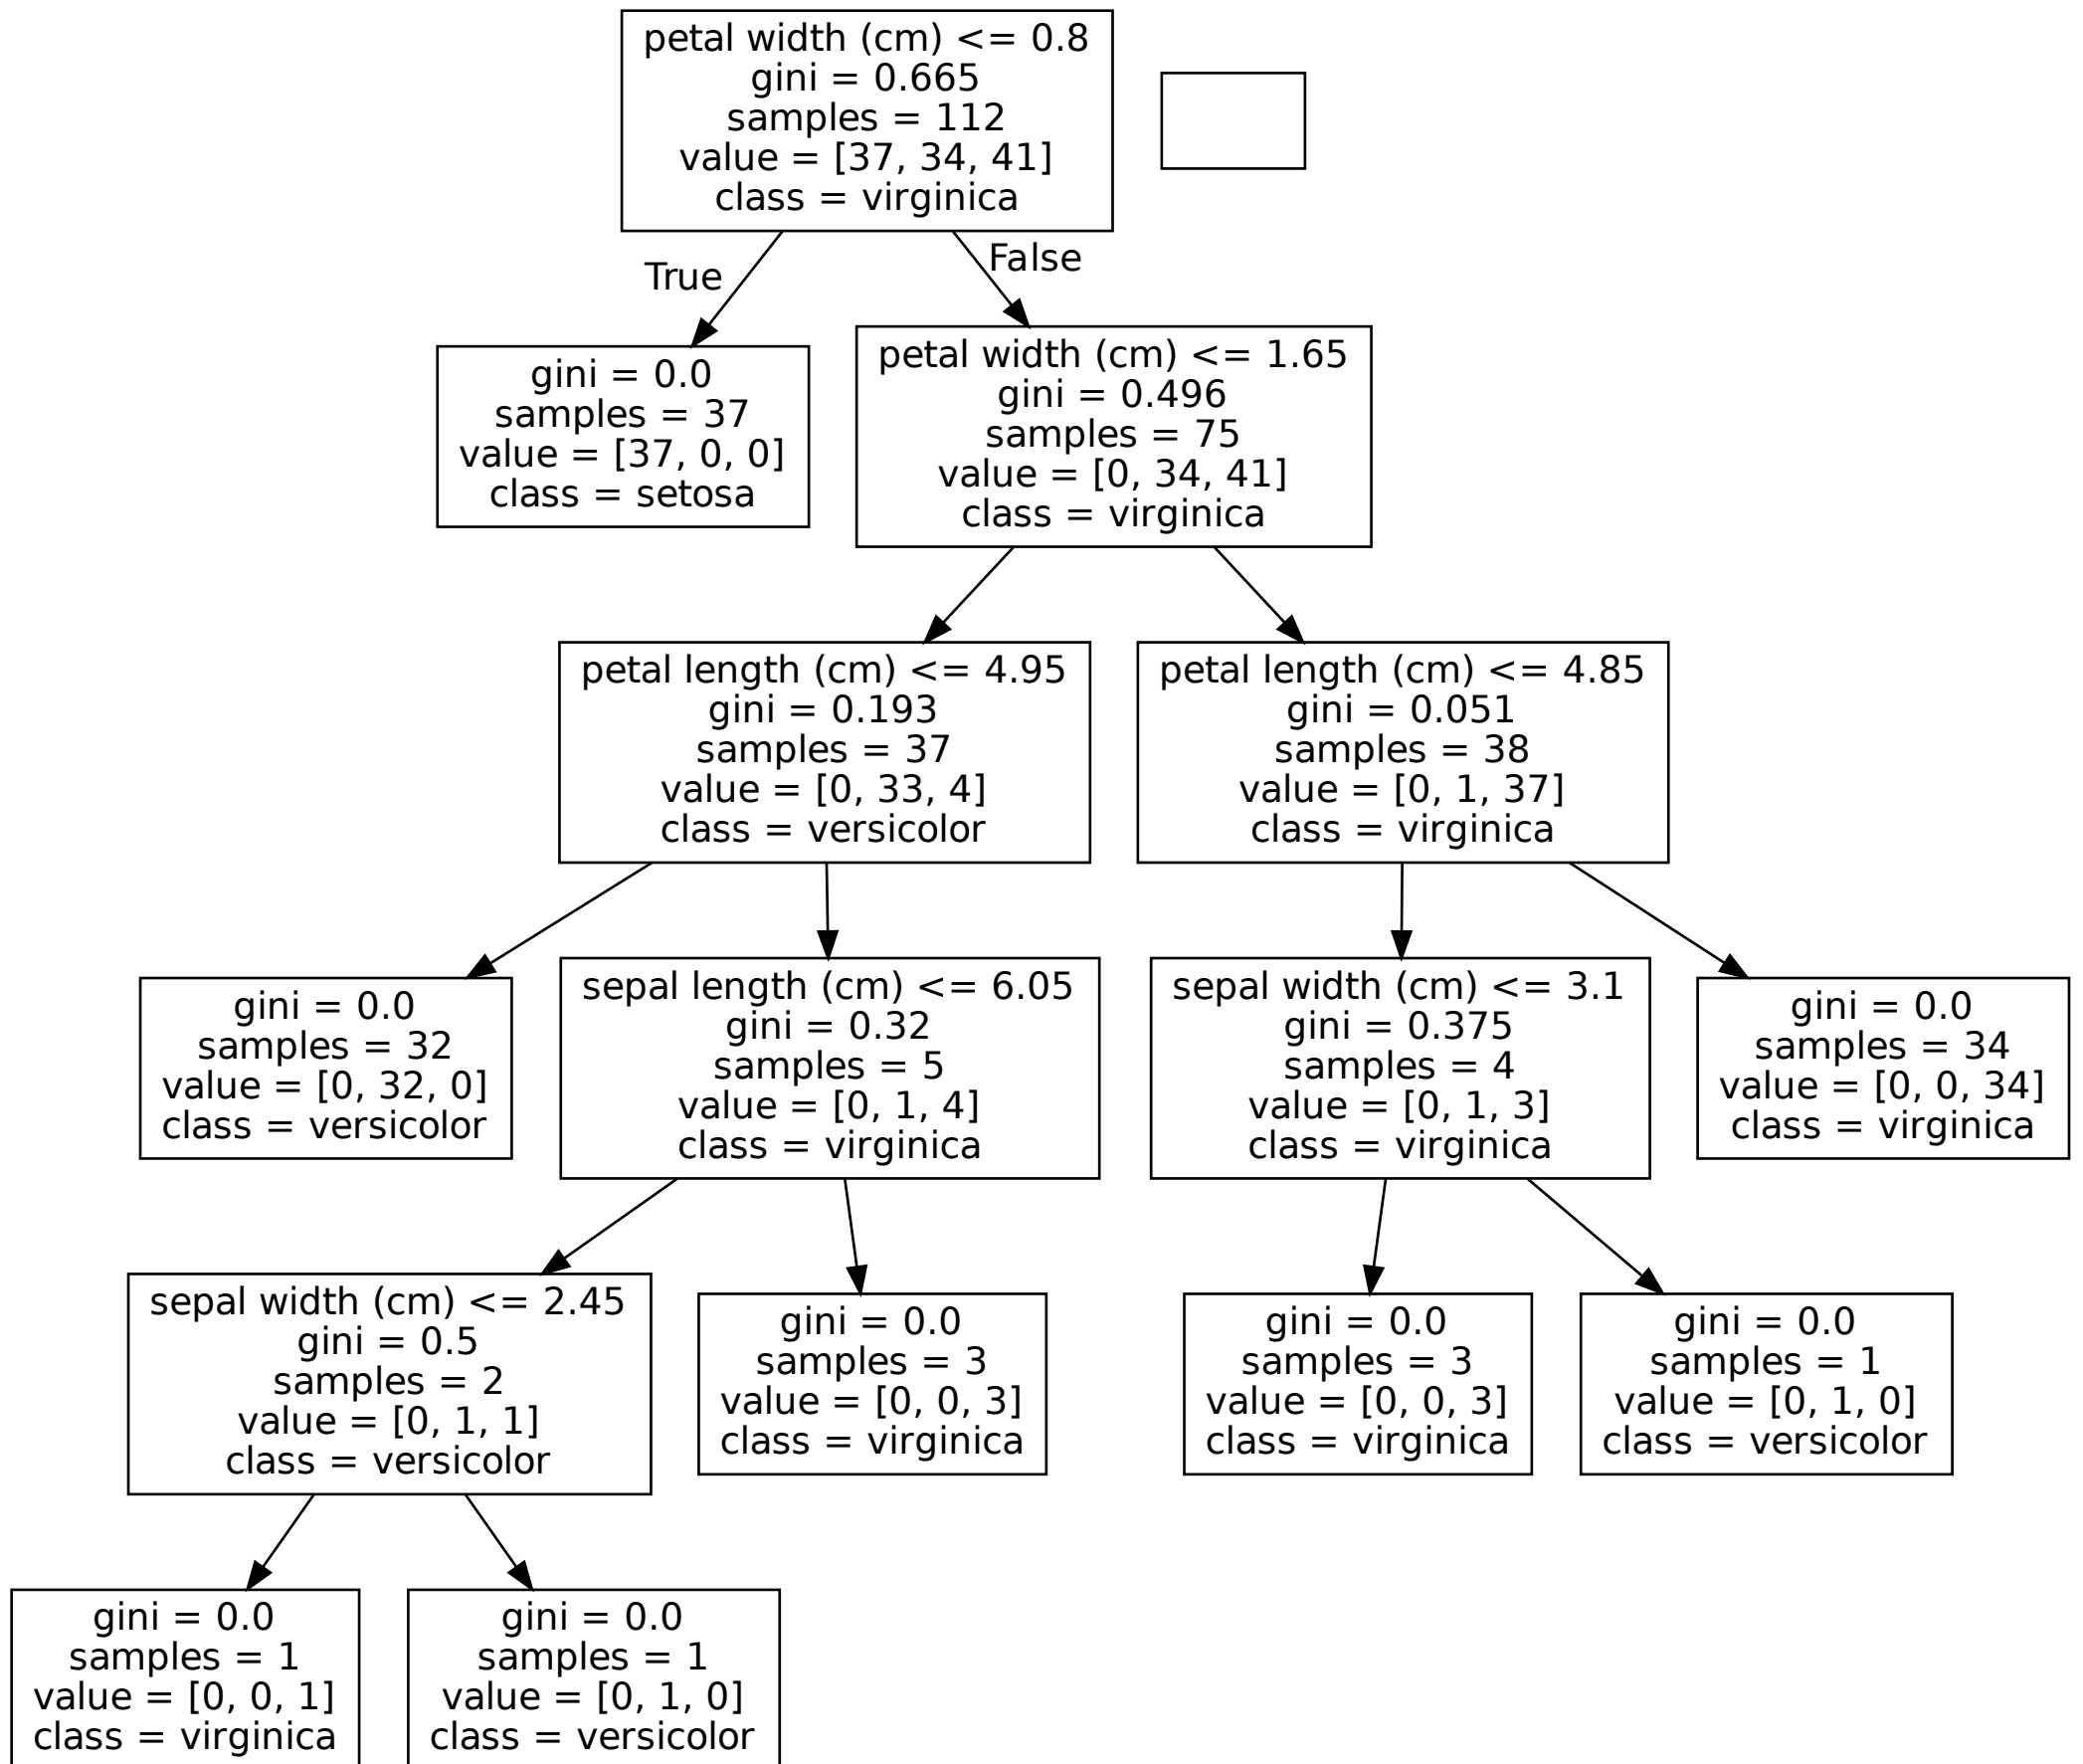 petal width (cm) <= 0.8
gini = 0.665
samples = 112
value = [37, 34, 41]
class = virginica
True
False
gini = 0.0
samples = 37
value = [37, 0, 0]
class = setosa
petal width (cm) <= 1.65
gini = 0.496
samples = 75
value = [0, 34, 41]
class = virginica
petal length (cm) <= 4.95
gini = 0.193
samples = 37
value = [0, 33, 4]
class = versicolor
petal length (cm) <= 4.85
gini = 0.051
samples = 38
value = [0, 1, 37]
class = virginica
gini = 0.0
samples = 32
value = [0, 32, 0]
class = versicolor
sepal length (cm) <= 6.05
gini = 0.32
samples = 5
value = [0, 1, 4]
class = virginica
sepal width (cm) <= 3.1
gini = 0.375
samples = 4
value = [0, 1, 3]
class = virginica
gini = 0.0
samples = 34
value = [0, 0, 34]
class = virginica
sepal width (cm) <= 2.45
gini = 0.5
samples = 2
value = [0, 1, 1]
class = versicolor
gini = 0.0
samples = 3
value = [0, 0, 3]
class = virginica
gini = 0.0
samples = 3
value = [0, 0, 3]
class = virginica
gini = 0.0
samples = 1
value = [0, 1, 0]
class = versicolor
gini = 0.0
samples = 1
value = [0, 0, 1]
class = virginica
gini = 0.0
samples = 1
value = [0, 1, 0]
class = versicolor